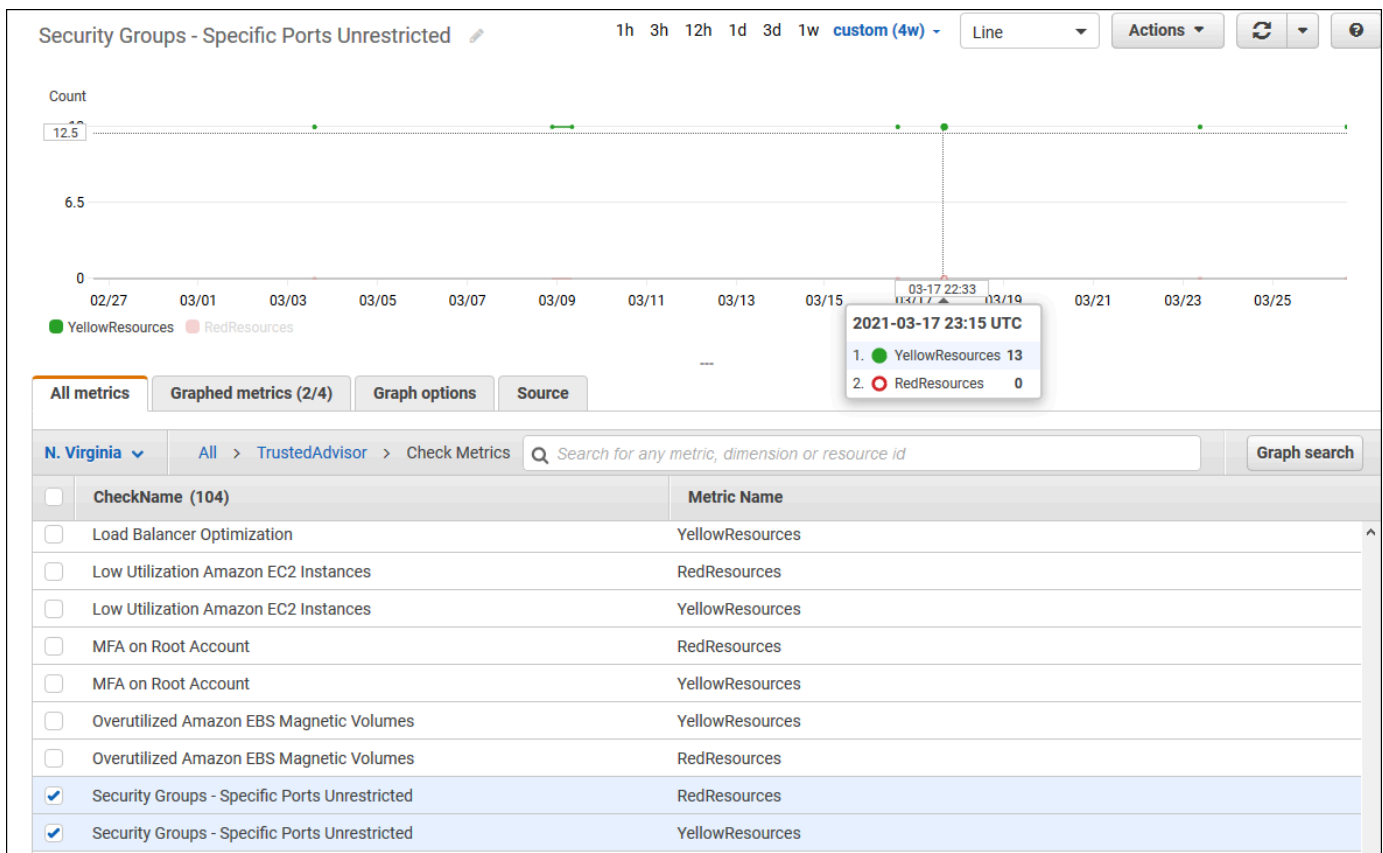 Security Groups - Specific Ports Unrestricted 1h 3h 12h 1d 3d 1w custom (4w) Line Actions
Count
12.5
6.5
0
02/27 03/01 03/03 03/05 03/07 03/09 03/11 03/13 03/15 03/17 03/19 03/21 03/23 03/25
03-17 22:33
YellowResources RedResources
2021-03-17 23:15 UTC
1. YellowResources 13
2. RedResources 0
All metrics Graphed metrics (2/4) Graph options Source
N. Virginia All > TrustedAdvisor > Check Metrics Search for any metric, dimension or resource id Graph search
CheckName (104) Metric Name
Load Balancer Optimization YellowResources
Low Utilization Amazon EC2 Instances RedResources
Low Utilization Amazon EC2 Instances YellowResources
MFA on Root Account RedResources
MFA on Root Account YellowResources
Overutilized Amazon EBS Magnetic Volumes YellowResources
Overutilized Amazon EBS Magnetic Volumes RedResources
Security Groups - Specific Ports Unrestricted RedResources
Security Groups - Specific Ports Unrestricted YellowResources